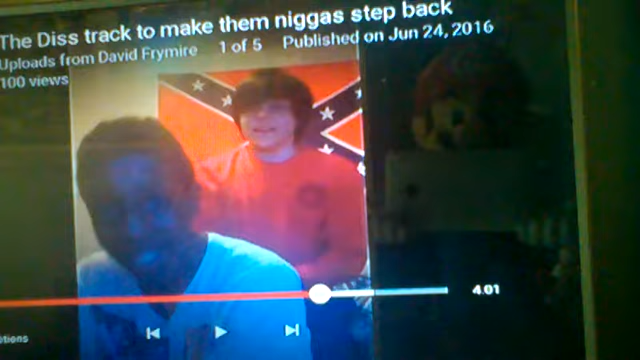 The Diss track to make them niggas step back
Uploads from David Frymire 1 of 5 Published on Jun 24, 2016
100 views
4:01
ptions